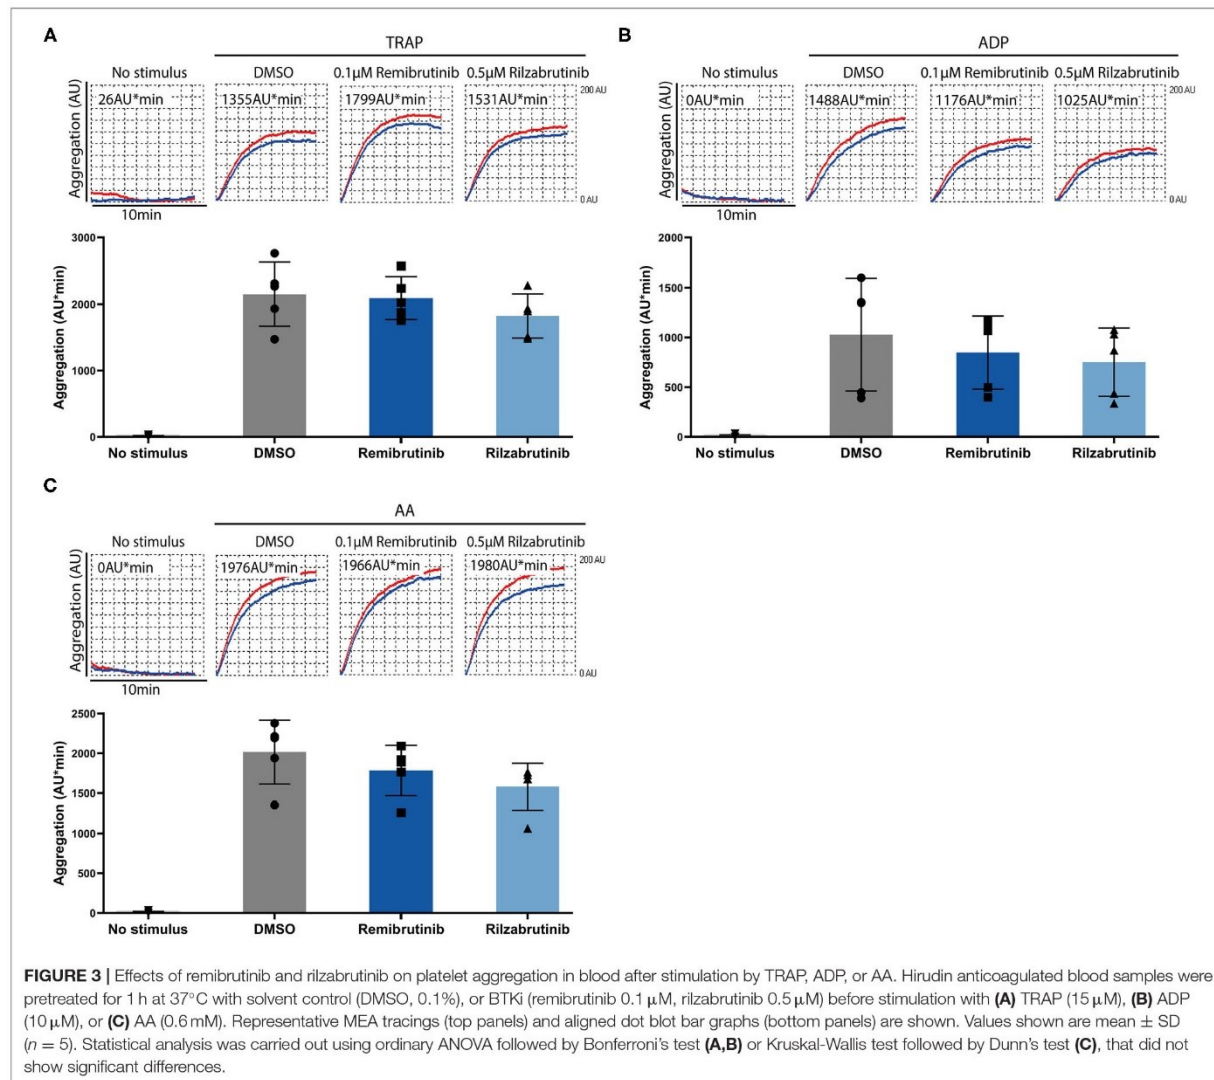 A
TRAP
No stimulus
DMSO
0.1µM Remibrutinib
0.5µM Rilzabrutinib
Aggregation (AU)
26AU*min
1355AU*min
1799AU*min
1531AU*min
200 AU
0 AU
10min
Aggregation (AU*min)
3000
2000
1000
0
No stimulus
DMSO
Remibrutinib
Rilzabrutinib
B
ADP
No stimulus
DMSO
0.1µM Remibrutinib
0.5µM Rilzabrutinib
Aggregation (AU)
0AU*min
1488AU*min
1176AU*min
1025AU*min
200 AU
0 AU
10min
Aggregation (AU*min)
2000
1500
1000
500
0
No stimulus
DMSO
Remibrutinib
Rilzabrutinib
C
AA
No stimulus
DMSO
0.1µM Remibrutinib
0.5µM Rilzabrutinib
Aggregation (AU)
0AU*min
1976AU*min
1966AU*min
1980AU*min
200 AU
0 AU
10min
Aggregation (AU*min)
2500
2000
1500
1000
500
0
No stimulus
DMSO
Remibrutinib
Rilzabrutinib
FIGURE 3 | Effects of remibrutinib and rilzabrutinib on platelet aggregation in blood after stimulation by TRAP, ADP, or AA. Hirudin anticoagulated blood samples were
pretreated for 1 h at 37°C with solvent control (DMSO, 0.1%), or BTKi (remibrutinib 0.1 µM, rilzabrutinib 0.5 µM) before stimulation with (A) TRAP (15 µM), (B) ADP
(10 µM), or (C) AA (0.6 mM). Representative MEA tracings (top panels) and aligned dot blot bar graphs (bottom panels) are shown. Values shown are mean ± SD
(n = 5). Statistical analysis was carried out using ordinary ANOVA followed by Bonferroni's test (A,B) or Kruskal-Wallis test followed by Dunn's test (C), that did not
show significant differences.